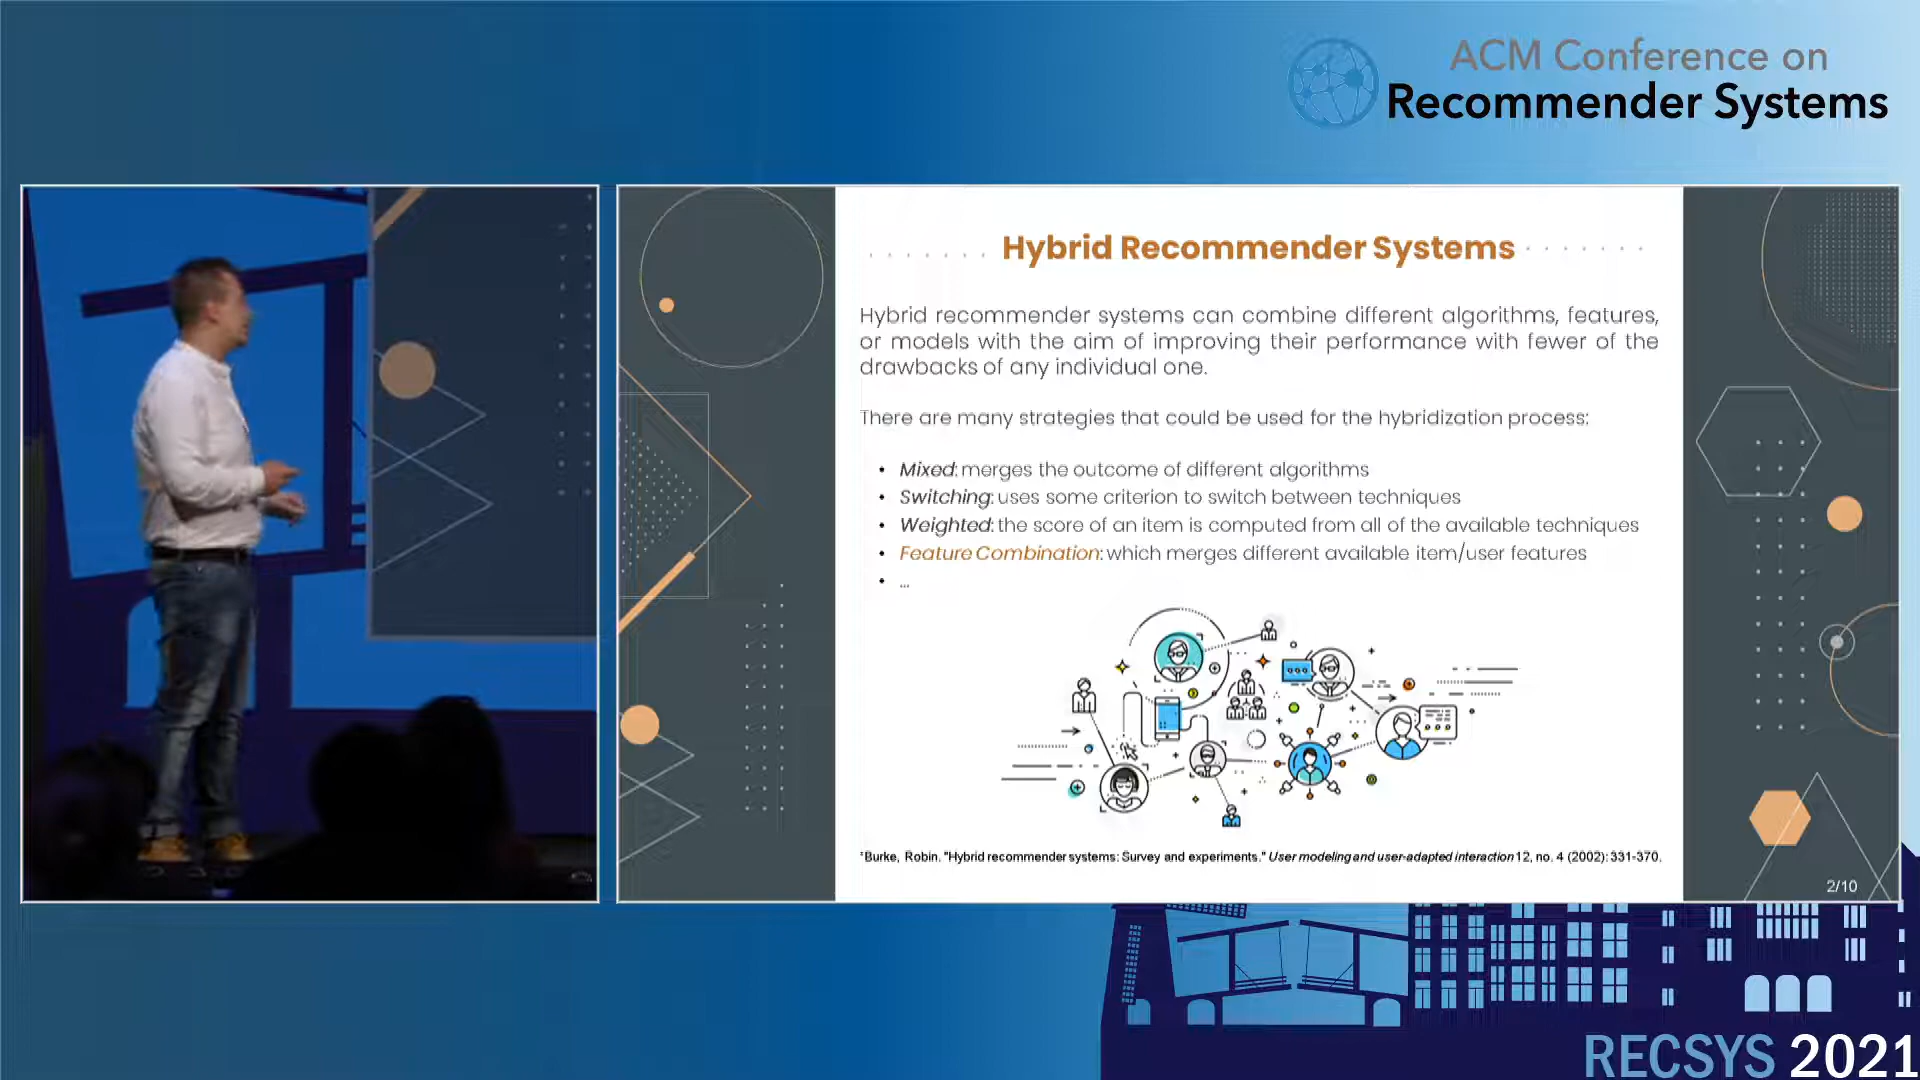 ACM Conference on
Recommender Systems
Hybrid Recommender Systems
Hybrid recommender systems can combine different algorithms, features,
or models with the aim of improving their performance with fewer of the
drawbacks of any individual one.
There are many strategies that could be used for the hybridization process:
• Mixed: merges the outcome of different algorithms
• Switching: uses some criterion to switch between techniques
• Weighted: the score of an item is computed from all of the available techniques
• Feature Combination: which merges different available item/user features
• ...
*Burke, Robin. "Hybrid recommender systems: Survey and experiments." User modeling and user-adapted interaction 12, no. 4 (2002): 331-370.
2/10
RECSYS 2021